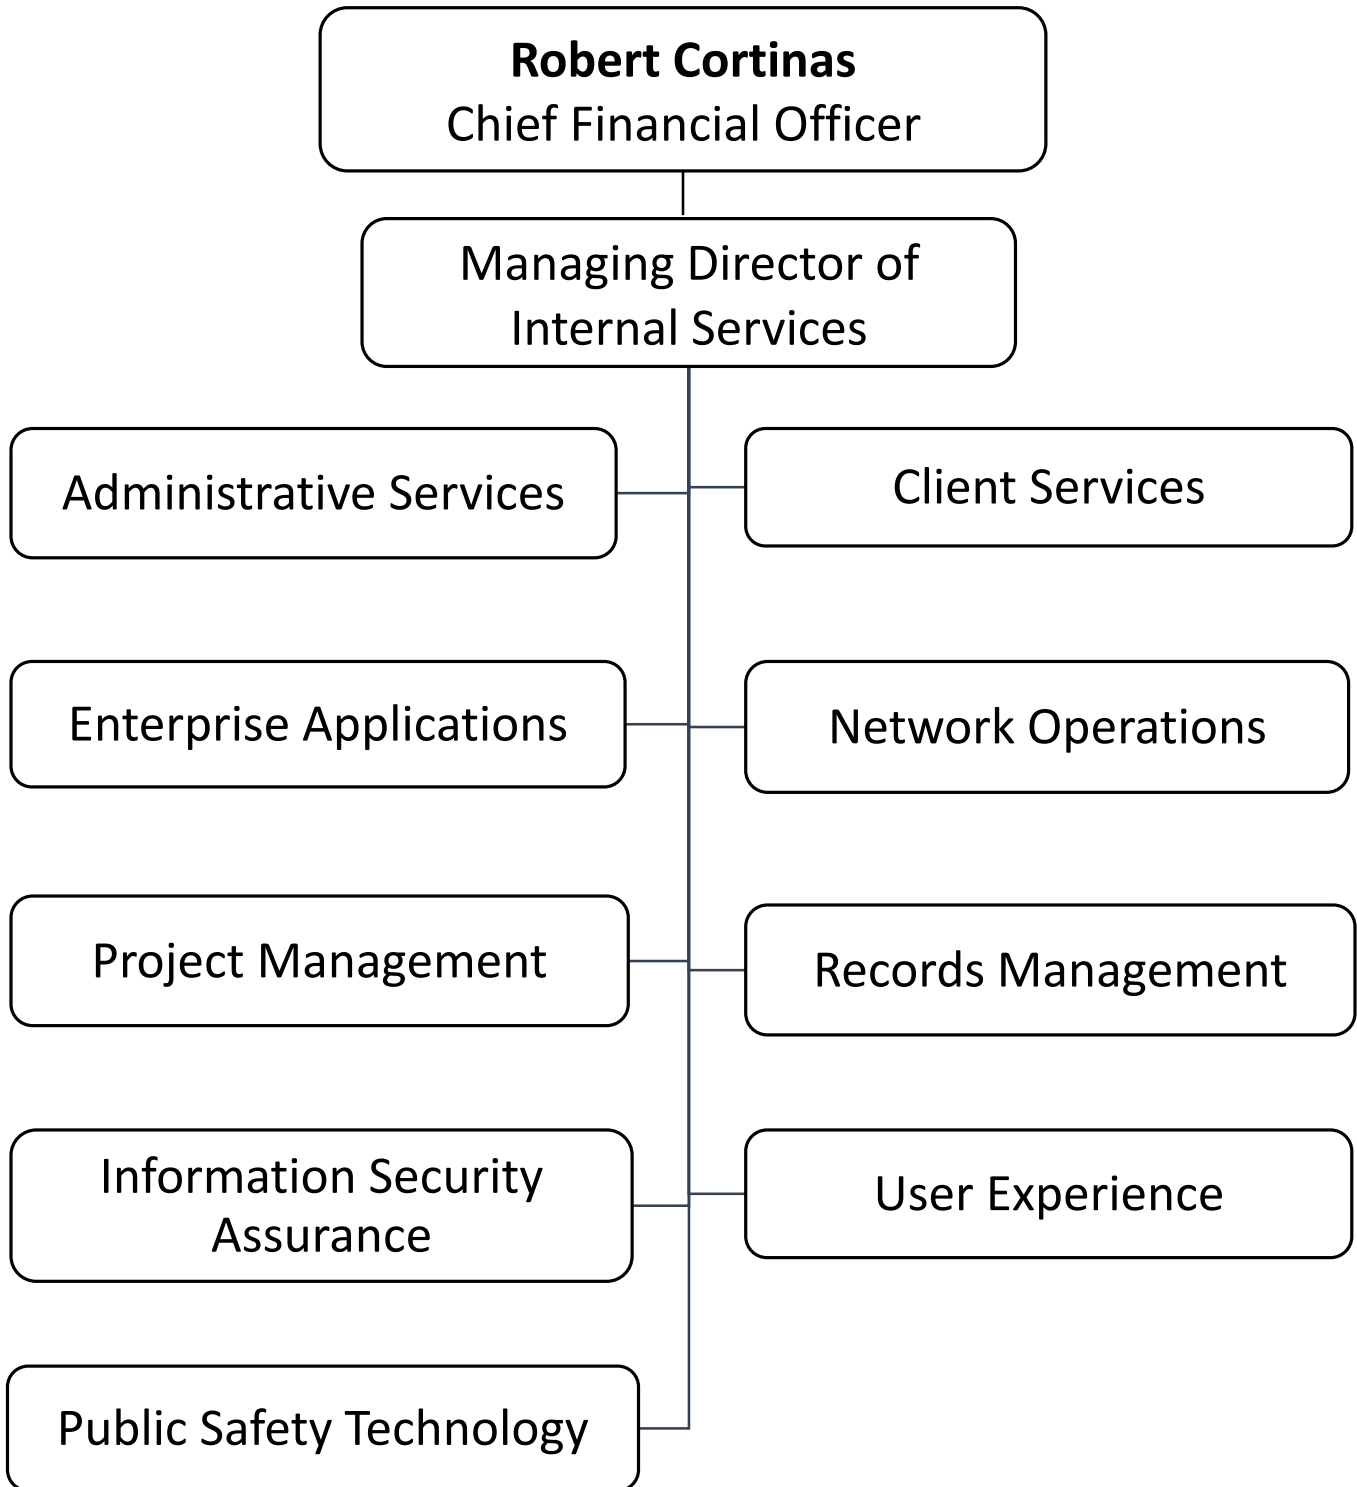 Robert Cortinas
Chief Financial Officer
Managing Director of
Internal Services
Administrative Services
Client Services
Enterprise Applications
Network Operations
Project Management
Records Management
Information Security
Assurance
User Experience
Public Safety Technology